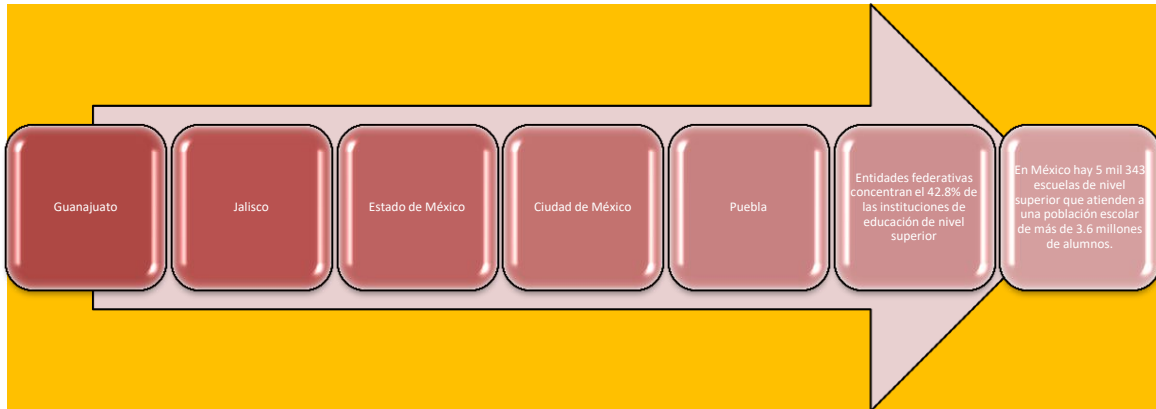 Guanajuato
Jalisco
Estado de México
Ciudad de México
Puebla
Entidades federativas
concentran el 42.8% de
las instituciones de
educación de nivel
superior
En México hay 5 mil 343
escuelas de nivel
superior que atienden a
una población escolar
de más de 3.6 millones
de alumnos.